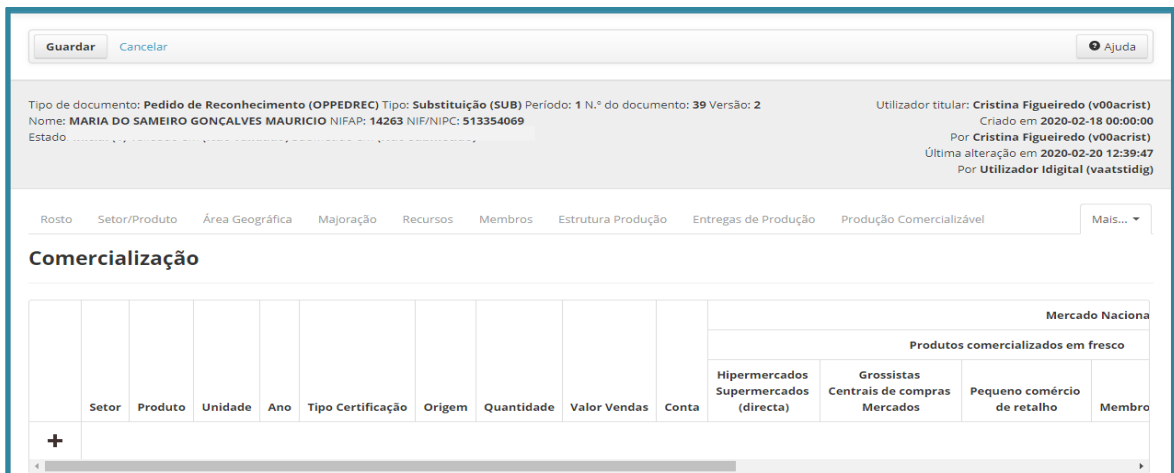 Guardar Cancelar Ajuda
Tipo de documento: Pedido de Reconhecimento (OPPEDREC) Tipo: Substituição (SUB) Período: 1 N.º do documento: 39 Versão: 2
Nome: MARIA DO SAMEIRO GONÇALVES MAURICIO NIFAP: 14263 NIF/NIPC: 513354069
Estado
Utilizador titular: Cristina Figueiredo (v00acrist)
Criado em 2020-02-18 00:00:00
Por Cristina Figueiredo (v00acrist)
Última alteração em 2020-02-20 12:39:47
Por Utilizador Idigital (vaatstidig)
Rosto Setor/Produto Área Geográfica Majoração Recursos Membros Estrutura Produção Entregas de Produção Produção Comercializável Mais...
Comercialização
Mercado Naciona
Produtos comercializados em fresco
Setor Produto Unidade Ano Tipo Certificação Origem Quantidade Valor Vendas Conta
Hipermercados
Supermercados
(directa)
Grossistas
Centrais de compras
Mercados
Pequeno comércio
de retalho
Membro